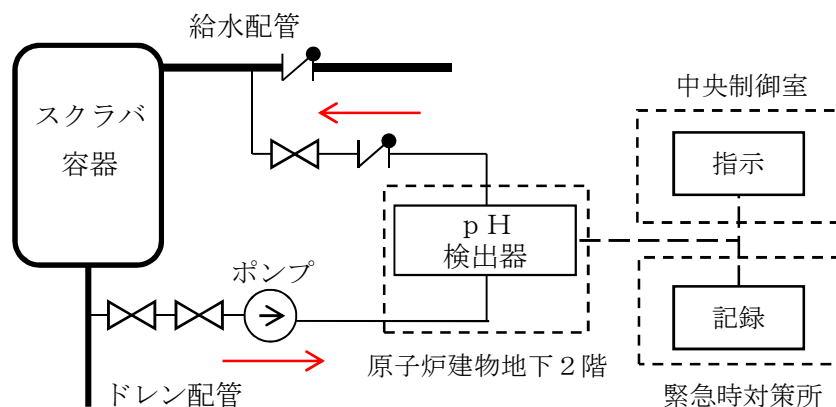 給水配管
スクラバ
容器
中央制御室
指示
ｐＨ
検出器
ポンプ
記録
原子炉建物地下２階
ドレン配管
緊急時対策所